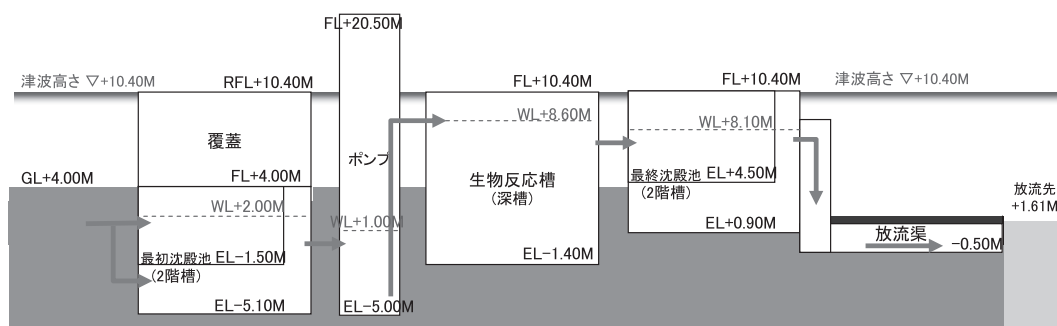 FL+20.50M
津波高さ ▽+10.40M
RFL+10.40M
FL+10.40M
FL+10.40M
津波高さ ▽+10.40M
WL+8.60M
WL+8.10M
覆蓋
ポンプ
GL+4.00M
FL+4.00M
生物反応槽
(深槽)
最終沈殿池 EL+4.50M
(2階槽)
放流先
+1.61M
WL+2.00M
WL+1.00M
EL+0.90M
放流渠
-0.50M
最初沈殿池 EL-1.50M
(2階槽)
EL-1.40M
EL-5.10M
EL-5.00M